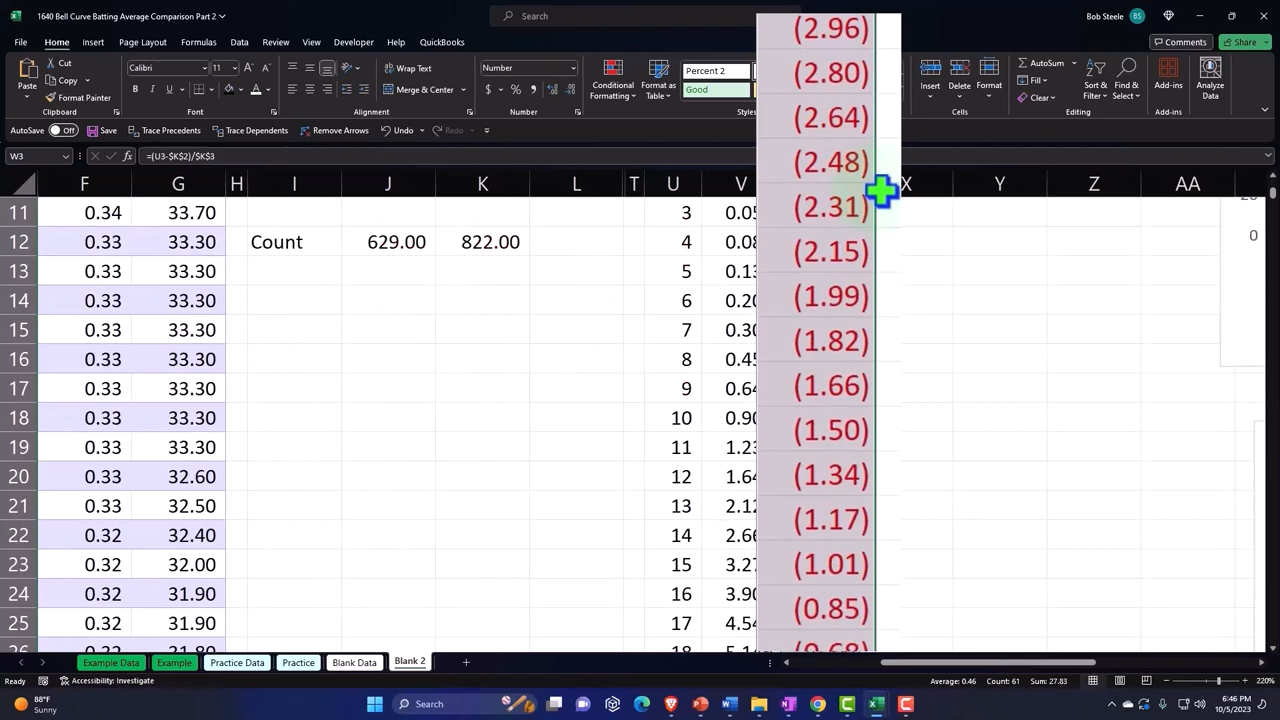 1640 Bell Curve Batting Average Comparison Part 2
Search
Bob Steele BS
File Home Insert Page Layout Formulas Data Review View Developer Help QuickBooks
Comments Share
Cut
Copy
Format Painter
Calibri 11
Wrap Text
Merge & Center
Number
Percent 2
Good
Conditional Formatting
Format as Table
Insert Delete Format
AutoSum
Fill
Clear
Sort & Filter
Find & Select
Add-ins
Analyze Data
Clipboard Font Alignment Number Cells Editing Add-ins
AutoSave Off Save Trace Precedents Trace Dependents Remove Arrows Undo Redo
W3 fx =(U3-$K$2)/$K$3
F G H I J K L T U V X Y Z AA
11 0.34 33.70 3
12 0.33 33.30 Count 629.00 822.00 4 0
13 0.33 33.30 5
14 0.33 33.30 6
15 0.33 33.30 7
16 0.33 33.30 8
17 0.33 33.30 9
18 0.33 33.30 10
19 0.33 33.30 11
20 0.33 32.60 12
21 0.33 32.50 13
22 0.32 32.40 14
23 0.32 32.00 15
24 0.32 31.90 16
25 0.32 31.90 17
(2.96)
(2.80)
(2.64)
(2.48)
(2.31)
(2.15)
(1.99)
(1.82)
(1.66)
(1.50)
(1.34)
(1.17)
(1.01)
(0.85)
Example Data Example Practice Data Practice Blank Data Blank 2
Ready Accessibility: Investigate Average: 0.46 Count: 61 Sum: 27.83 220%
88°F
Sunny
Search
6:46 PM
10/5/2023